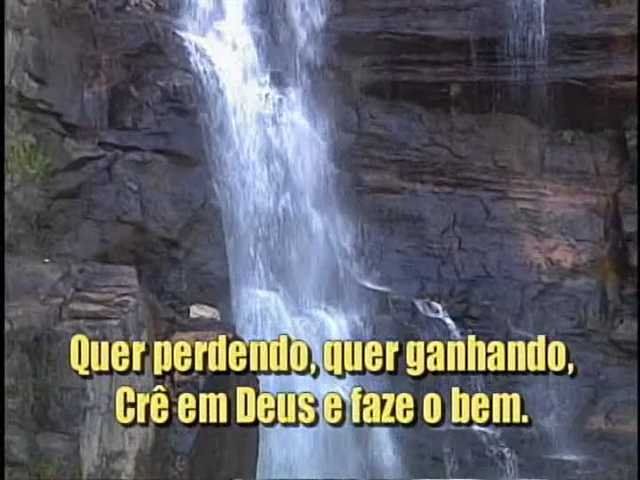 Quer perdendo, quer ganhando,
Crê em Deus e faze o bem.